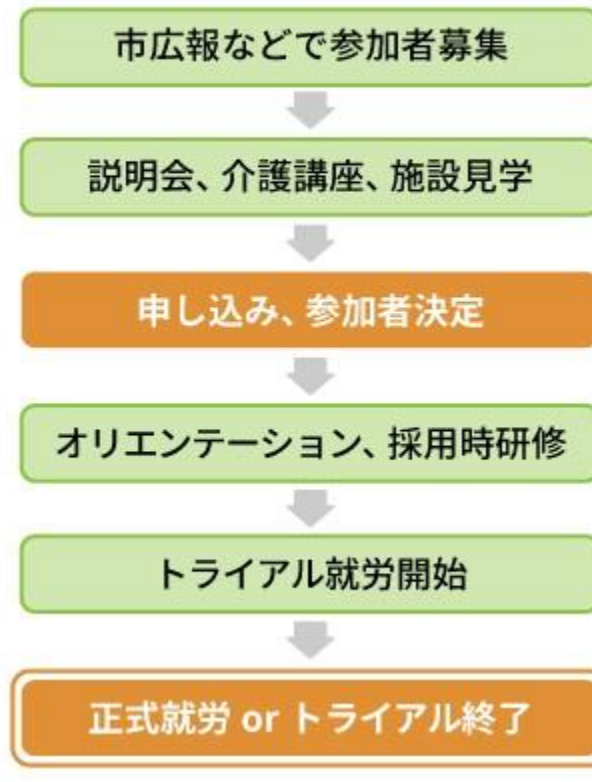 市広報などで参加者募集
説明会、介護講座、施設見学
申し込み、参加者決定
オリエンテーション、採用時研修
トライアル就労開始
正式就労 or トライアル終了